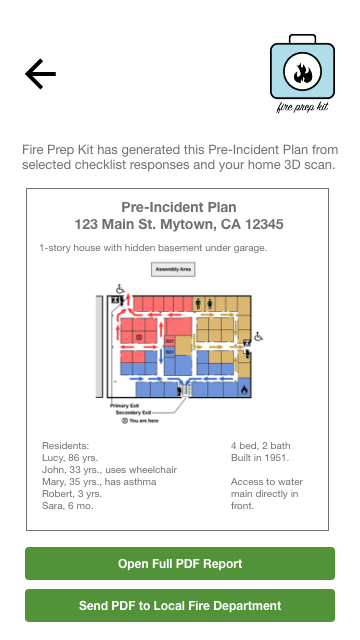 fire prep kit
Fire Prep Kit has generated this Pre-Incident Plan from
selected checklist responses and your home 3D scan.
Pre-Incident Plan
123 Main St. Mytown, CA 12345
1-story house with hidden basement under garage.
Assembly Area
Primary Exit
Secondary Exit
You are here
Residents:
Lucy, 86 yrs.
John, 33 yrs., uses wheelchair
Mary, 35 yrs., has asthma
Robert, 3 yrs.
Sara, 6 mo.
4 bed, 2 bath
Built in 1951.
Access to water
main directly in
front.
Open Full PDF Report
Send PDF to Local Fire Department